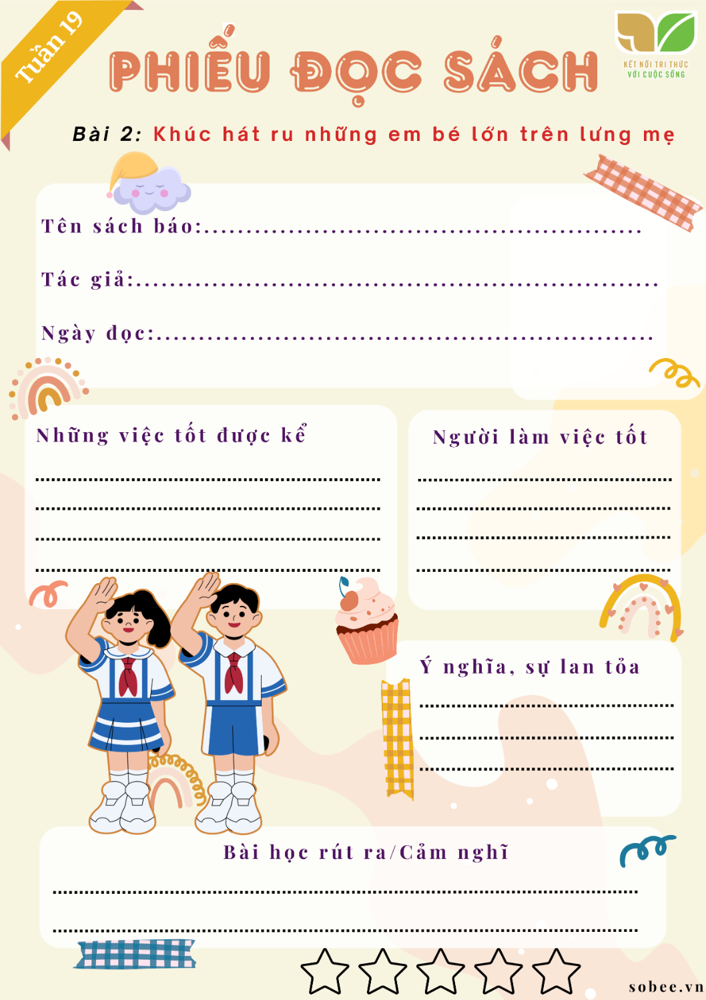 Tuần 19
PHIẾU ĐỌC SÁCH
KẾT NỐI TRI THỨC
VỚI CUỘC SỐNG
Bài 2: Khúc hát ru những em bé lớn trên lưng mẹ
Tên sách báo:....................................................
Tác giả:..............................................................
Ngày đọc:...........................................................
Những việc tốt được kể
Người làm việc tốt
Ý nghĩa, sự lan tỏa
Bài học rút ra/Cảm nghĩ
sobee.vn